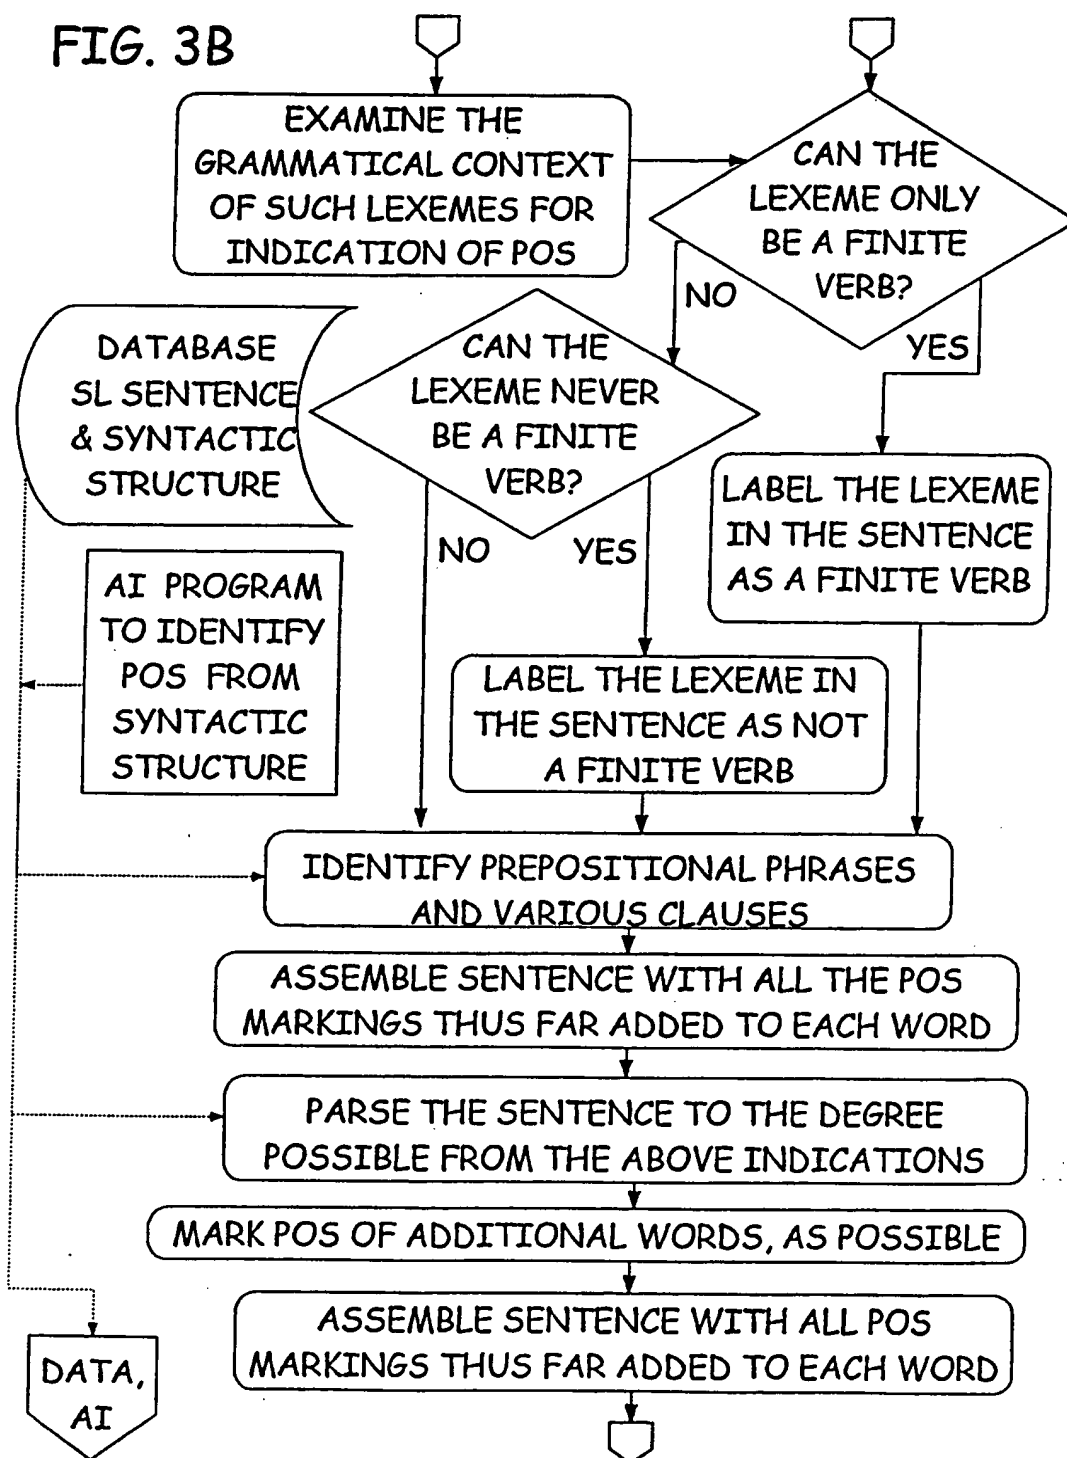 FIG. 3B
EXAMINE THE
GRAMMATICAL CONTEXT
OF SUCH LEXEMES FOR
INDICATION OF POS
CAN THE
LEXEME ONLY
BE A FINITE
VERB?
NO
YES
DATABASE
SL SENTENCE
& SYNTACTIC
STRUCTURE
CAN THE
LEXEME NEVER
BE A FINITE
VERB?
LABEL THE LEXEME
IN THE SENTENCE
AS A FINITE VERB
NO
YES
AI PROGRAM
TO IDENTIFY
POS FROM
SYNTACTIC
STRUCTURE
LABEL THE LEXEME IN
THE SENTENCE AS NOT
A FINITE VERB
IDENTIFY PREPOSITIONAL PHRASES
AND VARIOUS CLAUSES
ASSEMBLE SENTENCE WITH ALL THE POS
MARKINGS THUS FAR ADDED TO EACH WORD
PARSE THE SENTENCE TO THE DEGREE
POSSIBLE FROM THE ABOVE INDICATIONS
MARK POS OF ADDITIONAL WORDS, AS POSSIBLE
ASSEMBLE SENTENCE WITH ALL POS
MARKINGS THUS FAR ADDED TO EACH WORD
DATA,
AI